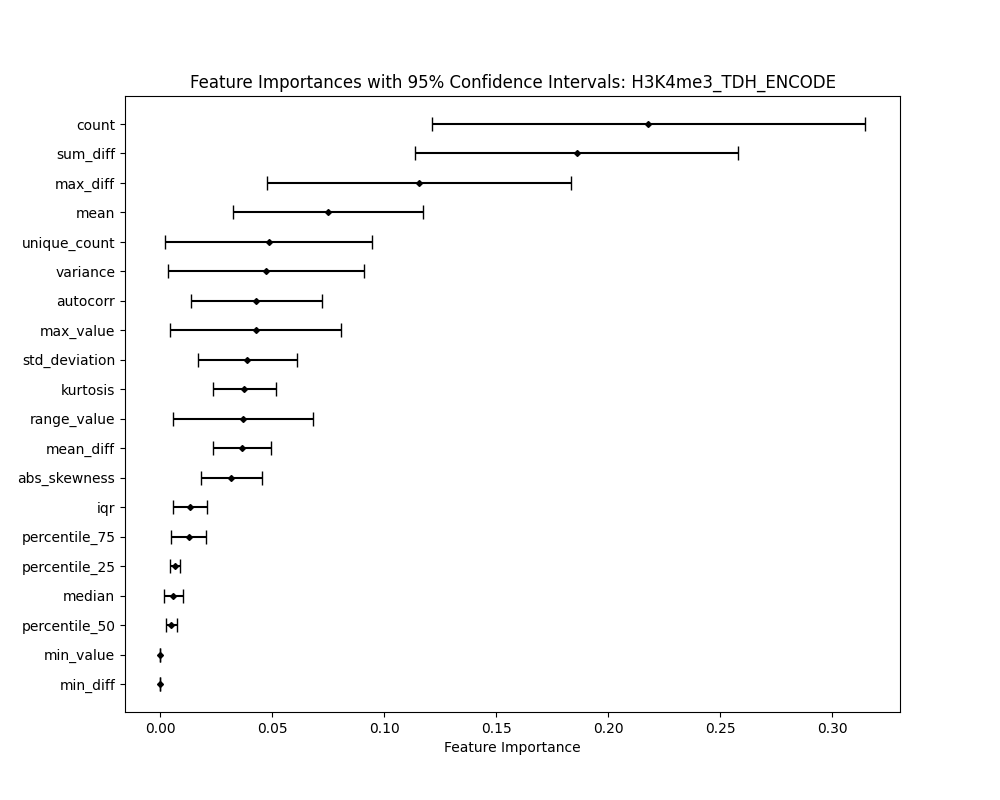 Feature Importances with 95% Confidence Intervals: H3K4me3_TDH_ENCODE
count
sum_diff
max_diff
mean
unique_count
variance
autocorr
max_value
std_deviation
kurtosis
range_value
mean_diff
abs_skewness
iqr
percentile_75
percentile_25
median
percentile_50
min_value
min_diff
0.00 0.05 0.10 0.15 0.20 0.25 0.30
Feature Importance